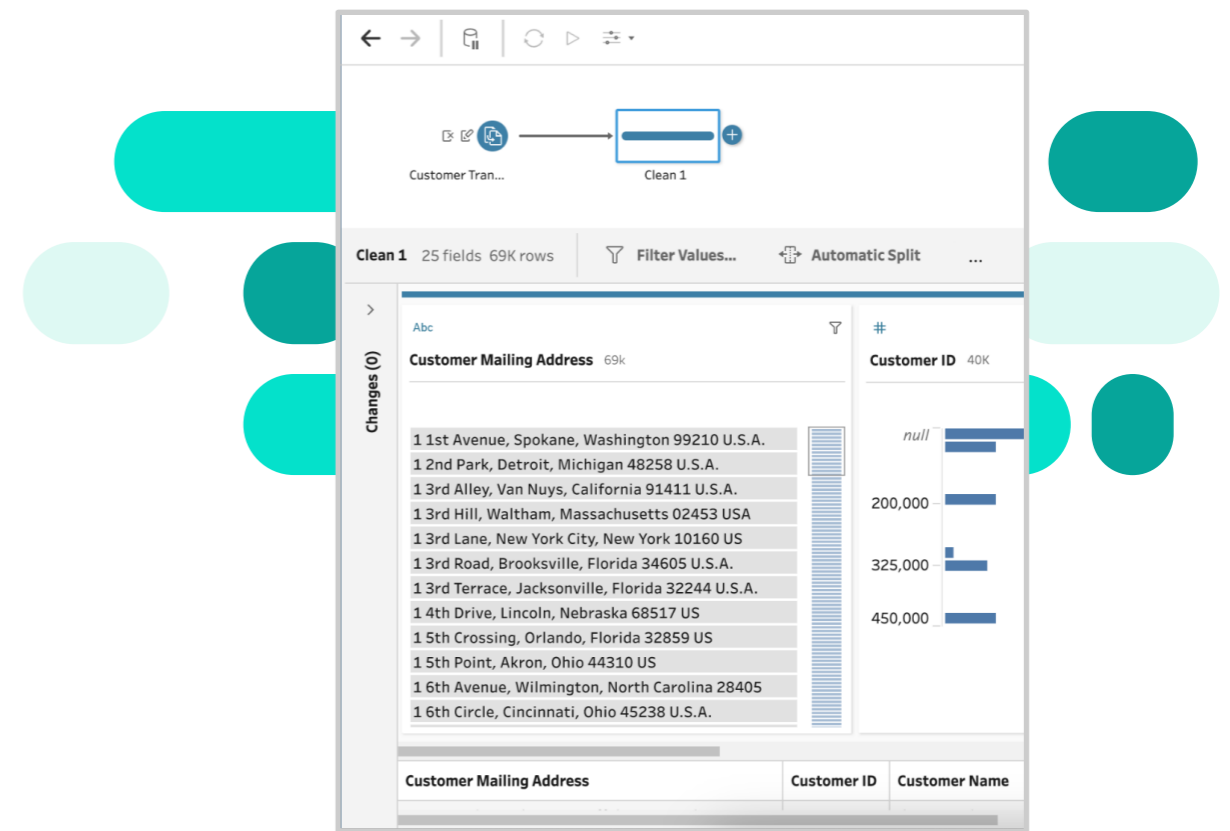 Customer Tran...
Clean 1
Clean 1 25 fields 69K rows Filter Values... Automatic Split ...
Changes (0)
Abc
Customer Mailing Address 69k
1 1st Avenue, Spokane, Washington 99210 U.S.A.
1 2nd Park, Detroit, Michigan 48258 U.S.A.
1 3rd Alley, Van Nuys, California 91411 U.S.A.
1 3rd Hill, Waltham, Massachusetts 02453 USA
1 3rd Lane, New York City, New York 10160 US
1 3rd Road, Brooksville, Florida 34605 U.S.A.
1 3rd Terrace, Jacksonville, Florida 32244 U.S.A.
1 4th Drive, Lincoln, Nebraska 68517 US
1 5th Crossing, Orlando, Florida 32859 US
1 5th Point, Akron, Ohio 44310 US
1 6th Avenue, Wilmington, North Carolina 28405
1 6th Circle, Cincinnati, Ohio 45238 U.S.A.
#
Customer ID 40K
null
200,000
325,000
450,000
Customer Mailing Address Customer ID Customer Name